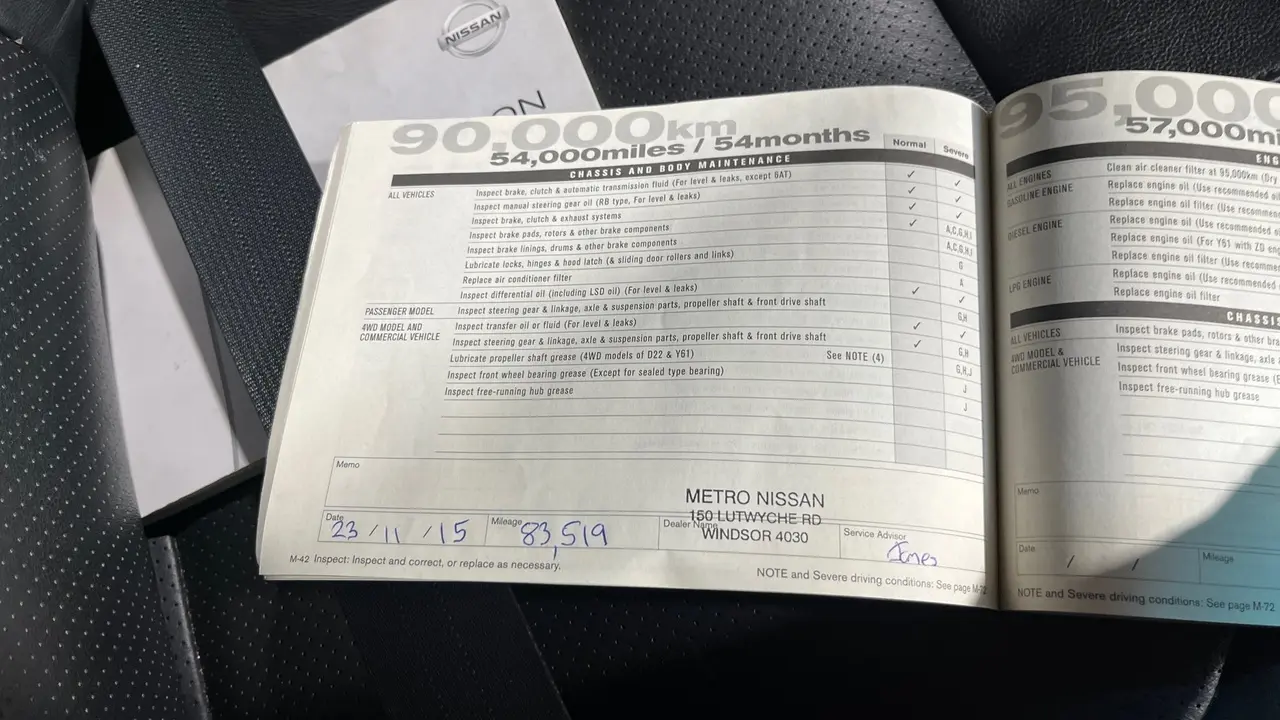 NISSAN
ON
90,000km
54,000miles / 54months
Normal Severe
CHASSIS AND BODY MAINTENANCE
ALL VEHICLES Inspect brake, clutch & automatic transmission fluid (For level & leaks, except 6AT) ✓ ✓
Inspect manual steering gear oil (RB type, For level & leaks) ✓ ✓
Inspect brake, clutch & exhaust systems ✓ ✓
Inspect brake pads, rotors & other brake components ✓ A,C,G,H,I
Inspect brake linings, drums & other brake components A,C,G,H,I
Lubricate locks, hinges & hood latch (& sliding door rollers and links) G
Replace air conditioner filter A
Inspect differential oil (including LSD oil) (For level & leaks) ✓ ✓
PASSENGER MODEL Inspect steering gear & linkage, axle & suspension parts, propeller shaft & front drive shaft G,H
4WD MODEL AND COMMERCIAL VEHICLE Inspect transfer oil or fluid (For level & leaks) ✓ ✓
Inspect steering gear & linkage, axle & suspension parts, propeller shaft & front drive shaft ✓ G,H
Lubricate propeller shaft grease (4WD models of D22 & Y61) See NOTE (4) G,H,J
Inspect front wheel bearing grease (Except for sealed type bearing) J
Inspect free-running hub grease J
Memo
METRO NISSAN
150 LUTWYCHE RD
WINDSOR 4030
Date 23 / 11 / 15 Mileage 83,519 Dealer Name Service Advisor
M-42 Inspect: Inspect and correct, or replace as necessary.
NOTE and Severe driving conditions: See page M-72
95,000
57,000mi
ENG
ALL ENGINES Clean air cleaner filter at 95,000km (Dry
GASOLINE ENGINE Replace engine oil (Use recommended oil
Replace engine oil filter (Use recommen
DIESEL ENGINE Replace engine oil (Use recommended
Replace engine oil (For Y61 with ZD eng
Replace engine oil filter (Use recommen
LPG ENGINE Replace engine oil (Use recommended
Replace engine oil filter
CHASSIS
ALL VEHICLES Inspect brake pads, rotors & other bra
4WD MODEL & COMMERCIAL VEHICLE Inspect steering gear & linkage, axle
Inspect front wheel bearing grease (E
Inspect free-running hub grease
Memo
Date / / Mileage
NOTE and Severe driving conditions: See page M-72